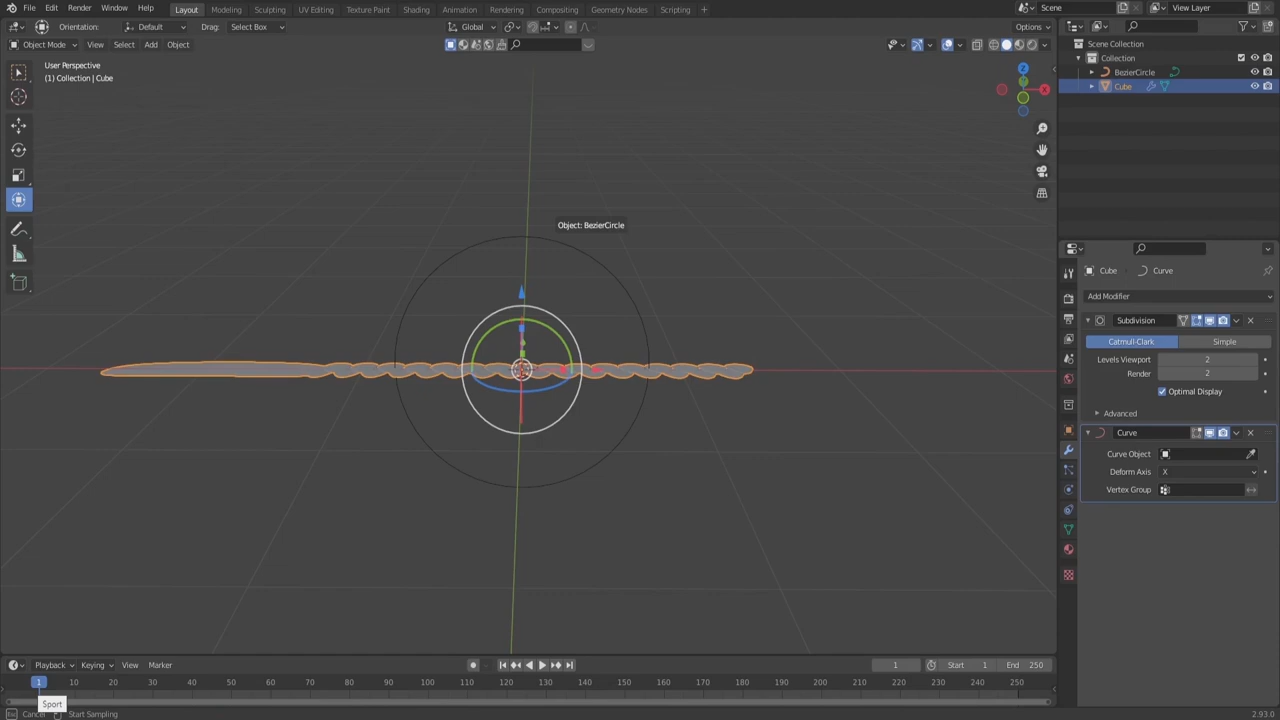 File Edit Render Window Help Layout Modeling Sculpting UV Editing Texture Paint Shading Animation Rendering Compositing Geometry Nodes Scripting + Scene View Layer
Orientation: Default Drag: Select Box Global Options
Object Mode View Select Add Object
User Perspective
(1) Collection | Cube
Scene Collection
Collection
BezierCircle
Cube
Z
X
Object: BezierCircle
Cube > Curve
Add Modifier
Subdivision
Catmull-Clark Simple
Levels Viewport 2
Render 2
Optimal Display
Advanced
Curve
Curve Object
Deform Axis X
Vertex Group
Playback Keying View Marker 1 Start 1 End 250
1 10 20 30 40 50 60 70 80 90 100 110 120 130 140 150 160 170 180 190 200 210 220 230 240 250
Sport
Cancel Start Sampling 2.93.0